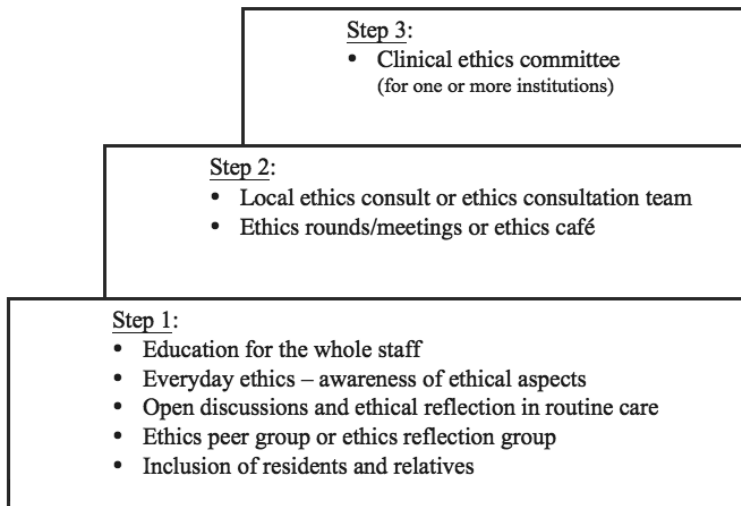 Step 3:
• Clinical ethics committee
(for one or more institutions)
Step 2:
• Local ethics consult or ethics consultation team
• Ethics rounds/meetings or ethics café
Step 1:
• Education for the whole staff
• Everyday ethics – awareness of ethical aspects
• Open discussions and ethical reflection in routine care
• Ethics peer group or ethics reflection group
• Inclusion of residents and relatives